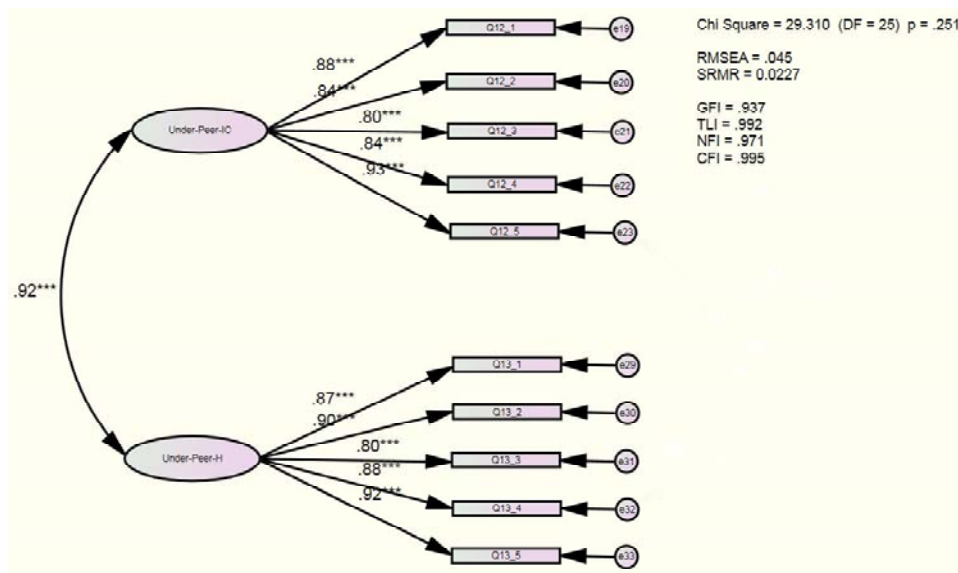 Chi Square = 29.310 (DF = 25) p = .251
RMSEA = .045
SRMR = 0.0227
GFI = .937
TLI = .992
NFI = .971
CFI = .995
Q12_1
e19
.88***
Q12_2
e20
.84***
Under-Peer-IC
.80***
Q12_3
e21
.84***
Q12_4
e22
.93***
Q12_5
e23
.92***
Q13_1
e29
.87***
Q13_2
e30
.90***
.80***
Under-Peer-H
Q13_3
e31
.88***
.92***
Q13_4
e32
Q13_5
e33